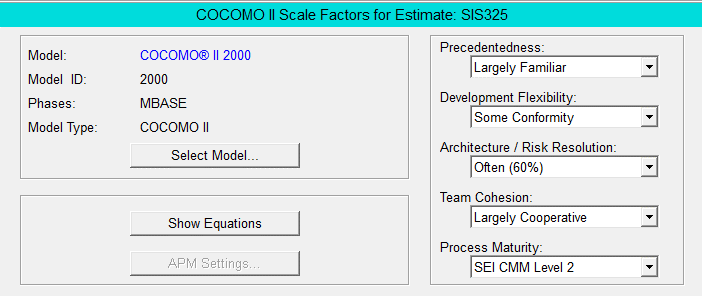 COCOMO II Scale Factors for Estimate: SIS325
Model: COCOMO® II 2000
Model ID: 2000
Phases: MBASE
Model Type: COCOMO II
Select Model...
Show Equations
APM Settings...
Precedentedness:
Largely Familiar
Development Flexibility:
Some Conformity
Architecture / Risk Resolution:
Often (60%)
Team Cohesion:
Largely Cooperative
Process Maturity:
SEI CMM Level 2